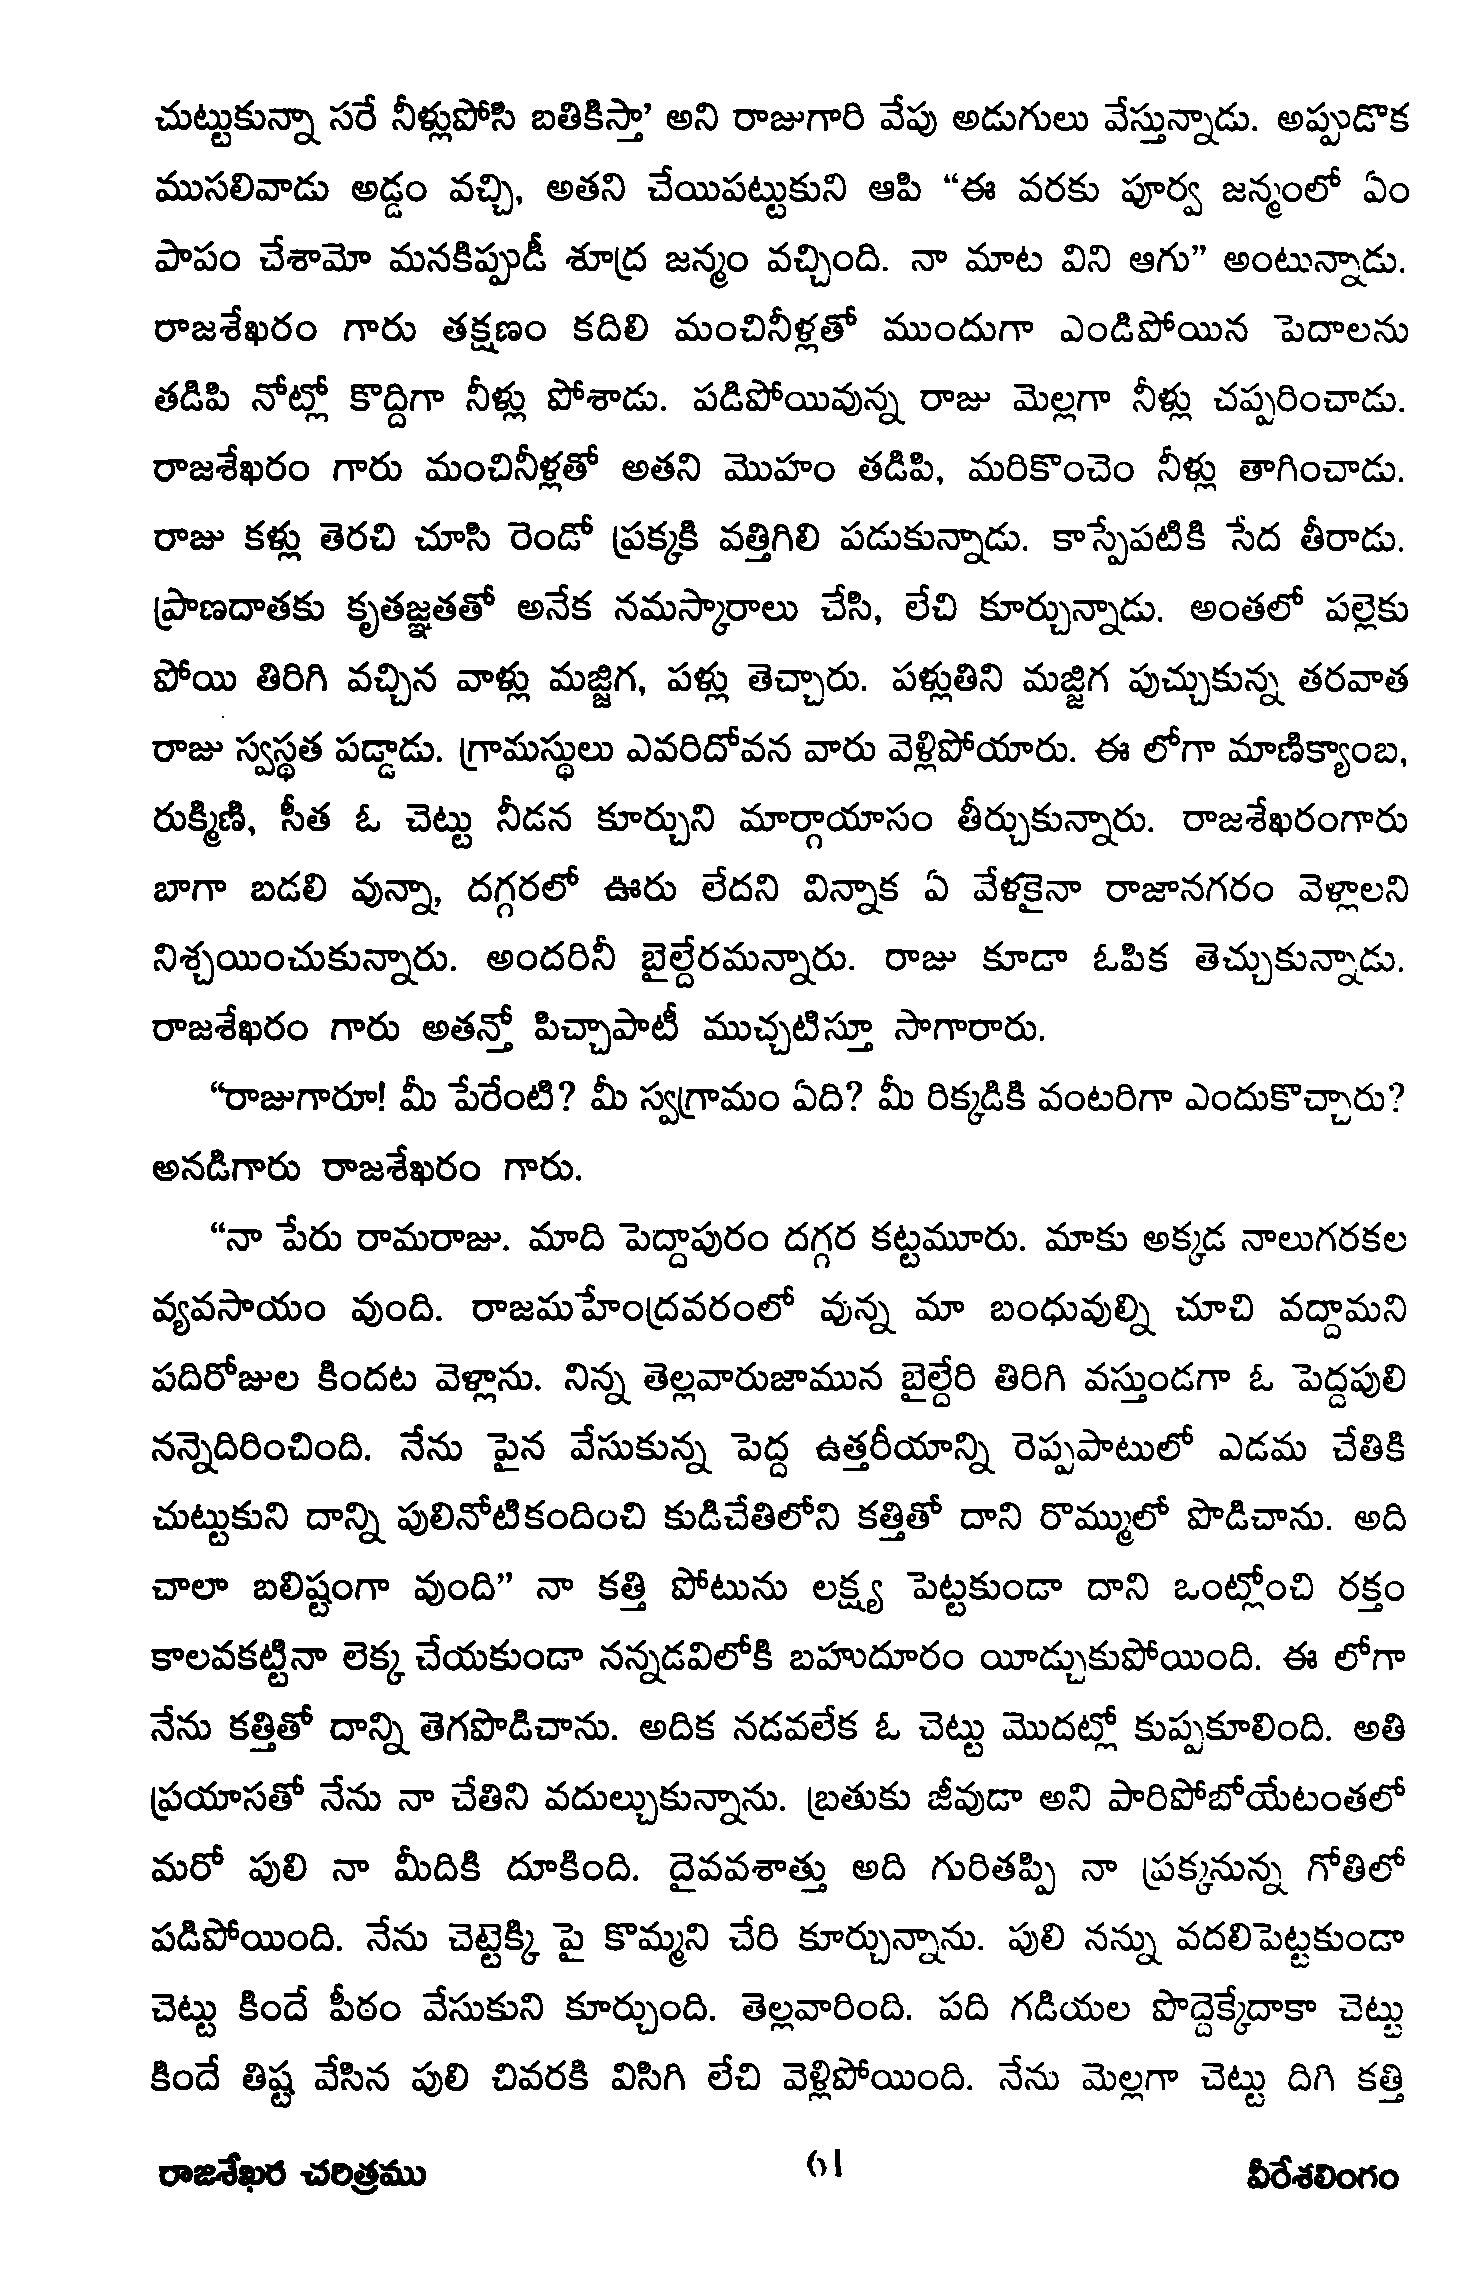 చుట్టుకున్నా సరే నీళ్లుపోసి బతికిస్తా’ అని రాజుగారి వేపు అడుగులు వేస్తున్నాడు. అప్పుడొక
ముసలివాడు అడ్డం వచ్చి, అతని చేయిపట్టుకుని ఆపి “ఈ వరకు పూర్వ జన్మంలో ఏం
పాపం చేశామో మనకిప్పుడీ శూద్ర జన్మం వచ్చింది. నా మాట విని ఆగు” అంటున్నాడు.
రాజశేఖరం గారు తక్షణం కదిలి మంచినీళ్లతో ముందుగా ఎండిపోయిన పెదాలను
తడిపి నోట్లో కొద్దిగా నీళ్లు పోశాడు. పడిపోయివున్న రాజు మెల్లగా నీళ్లు చప్పరించాడు.
రాజశేఖరం గారు మంచినీళ్లతో అతని మొహం తడిపి, మరికొంచెం నీళ్లు తాగించాడు.
రాజు కళ్లు తెరచి చూసి రెండో ప్రక్కకి వత్తిగిలి పడుకున్నాడు. కాస్సేపటికి సేద తీరాడు.
ప్రాణదాతకు కృతజ్ఞతతో అనేక నమస్కారాలు చేసి, లేచి కూర్చున్నాడు. అంతలో పల్లెకు
పోయి తిరిగి వచ్చిన వాళ్లు మజ్జిగ, పళ్లు తెచ్చారు. పళ్లుతిని మజ్జిగ పుచ్చుకున్న తరవాత
రాజు స్వస్థత పడ్డాడు. గ్రామస్థులు ఎవరిదోవన వారు వెళ్లిపోయారు. ఈ లోగా మాణిక్యాంబ,
రుక్మిణి, సీత ఓ చెట్టు నీడన కూర్చుని మార్గాయాసం తీర్చుకున్నారు. రాజశేఖరంగారు
బాగా బడలి వున్నా, దగ్గరలో ఊరు లేదని విన్నాక ఏ వేళకైనా రాజానగరం వెళ్లాలని
నిశ్చయించుకున్నారు. అందరినీ బైల్దేరమన్నారు. రాజు కూడా ఓపిక తెచ్చుకున్నాడు.
రాజశేఖరం గారు అతన్తో పిచ్చాపాటీ ముచ్చటిస్తూ సాగారారు.
“రాజుగారూ! మీ పేరేంటి? మీ స్వగ్రామం ఏది? మీ రిక్కడికి వంటరిగా ఎందుకొచ్చారు?
అనడిగారు రాజశేఖరం గారు.
“నా పేరు రామరాజు. మాది పెద్దాపురం దగ్గర కట్టమూరు. మాకు అక్కడ నాలుగరకల
వ్యవసాయం వుంది. రాజమహేంద్రవరంలో వున్న మా బంధువుల్ని చూచి వద్దామని
పదిరోజుల కిందట వెళ్లాను. నిన్న తెల్లవారుజామున బైల్దేరి తిరిగి వస్తుండగా ఓ పెద్దపులి
నన్నెదిరించింది. నేను పైన వేసుకున్న పెద్ద ఉత్తరీయాన్ని రెప్పపాటులో ఎడమ చేతికి
చుట్టుకుని దాన్ని పులినోటికందించి కుడిచేతిలోని కత్తితో దాని రొమ్ములో పొడిచాను. అది
చాలా బలిష్టంగా వుంది” నా కత్తి పోటును లక్ష్య పెట్టకుండా దాని ఒంట్లోంచి రక్తం
కాలవకట్టినా లెక్క చేయకుండా నన్నడవిలోకి బహుదూరం యీడ్చుకుపోయింది. ఈ లోగా
నేను కత్తితో దాన్ని తెగపొడిచాను. అదిక నడవలేక ఓ చెట్టు మొదట్లో కుప్పకూలింది. అతి
ప్రయాసతో నేను నా చేతిని వదుల్చుకున్నాను. బ్రతుకు జీవుడా అని పారిపోబోయేటంతలో
మరో పులి నా మీదికి దూకింది. దైవవశాత్తు అది గురితప్పి నా ప్రక్కనున్న గోతిలో
పడిపోయింది. నేను చెట్టెక్కి పై కొమ్మని చేరి కూర్చున్నాను. పులి నన్ను వదలిపెట్టకుండా
చెట్టు కిందే పీఠం వేసుకుని కూర్చుంది. తెల్లవారింది. పది గడియల పొద్దెక్కేదాకా చెట్టు
కిందే తిష్ట వేసిన పులి చివరకి విసిగి లేచి వెళ్లిపోయింది. నేను మెల్లగా చెట్టు దిగి కత్తి
రాజశేఖర చరిత్రము 61 వీరేశలింగం